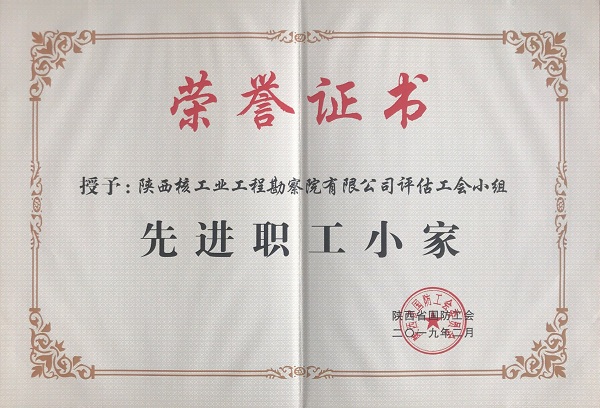 荣誉证书
授予：陕西核工业工程勘察院有限公司评估工会小组
先进职工小家
陕西省国防工会
二〇一九年二月